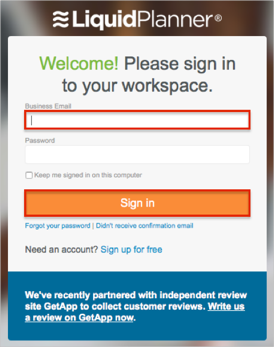 LiquidPlanner®
Welcome! Please sign in
to your workspace.
Business Email
Password
Keep me signed in on this computer
Sign in
Forgot your password | Didn't receive confirmation email
Need an account? Sign up for free
We've recently partnered with independent review
site GetApp to collect customer reviews. Write us
a review on GetApp now.